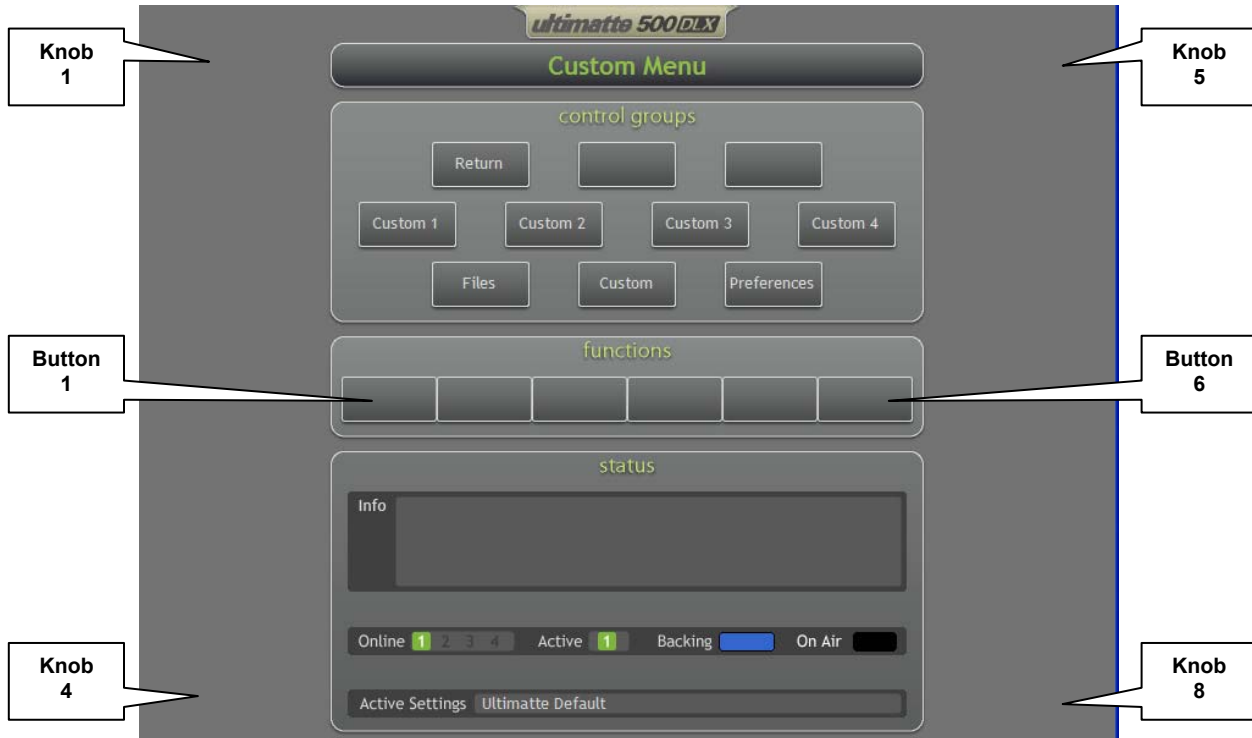 ultimatte 500 DLX
Knob
1
Knob
5
Custom Menu
control groups
Return
Custom 1 Custom 2 Custom 3 Custom 4
Files Custom Preferences
Button
1
functions
Button
6
status
Info
Online 1 2 3 4 Active 1 Backing On Air
Knob
4
Knob
8
Active Settings Ultimatte Default